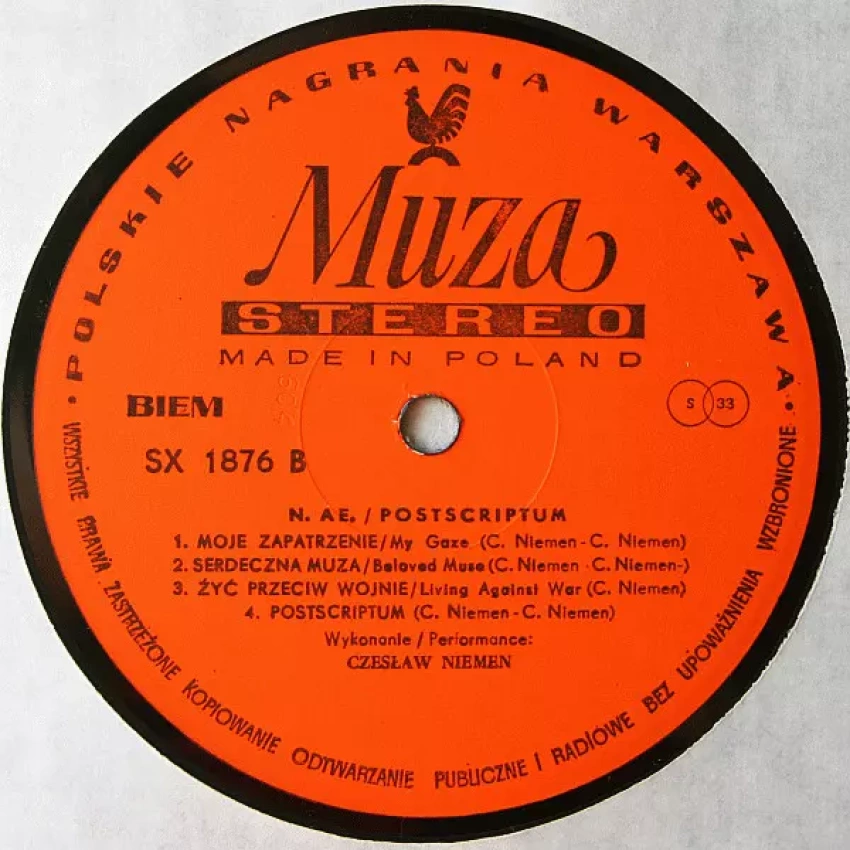 • POLSKIE NAGRANIA WARSZAWA •
Muza
STEREO
MADE IN POLAND
BIEM
S 33
SX 1876 B
N. AE. / POSTSCRIPTUM
1. MOJE ZAPATRZENIE/My Gaze (C. Niemen - C. Niemen)
2. SERDECZNA MUZA/Beloved Muse (C. Niemen - C. Niemen-)
3. ŻYĆ PRZECIW WOJNIE/Living Against War (C. Niemen)
4. POSTSCRIPTUM (C. Niemen - C. Niemen)
Wykonanie / Performance:
CZESŁAW NIEMEN
WSZYSTKIE PRAWA ZASTRZEŻONE KOPIOWANIE ODTWARZANIE PUBLICZNE I RADIOWE BEZ UPOWAŻNIENIA WZBRONIONE